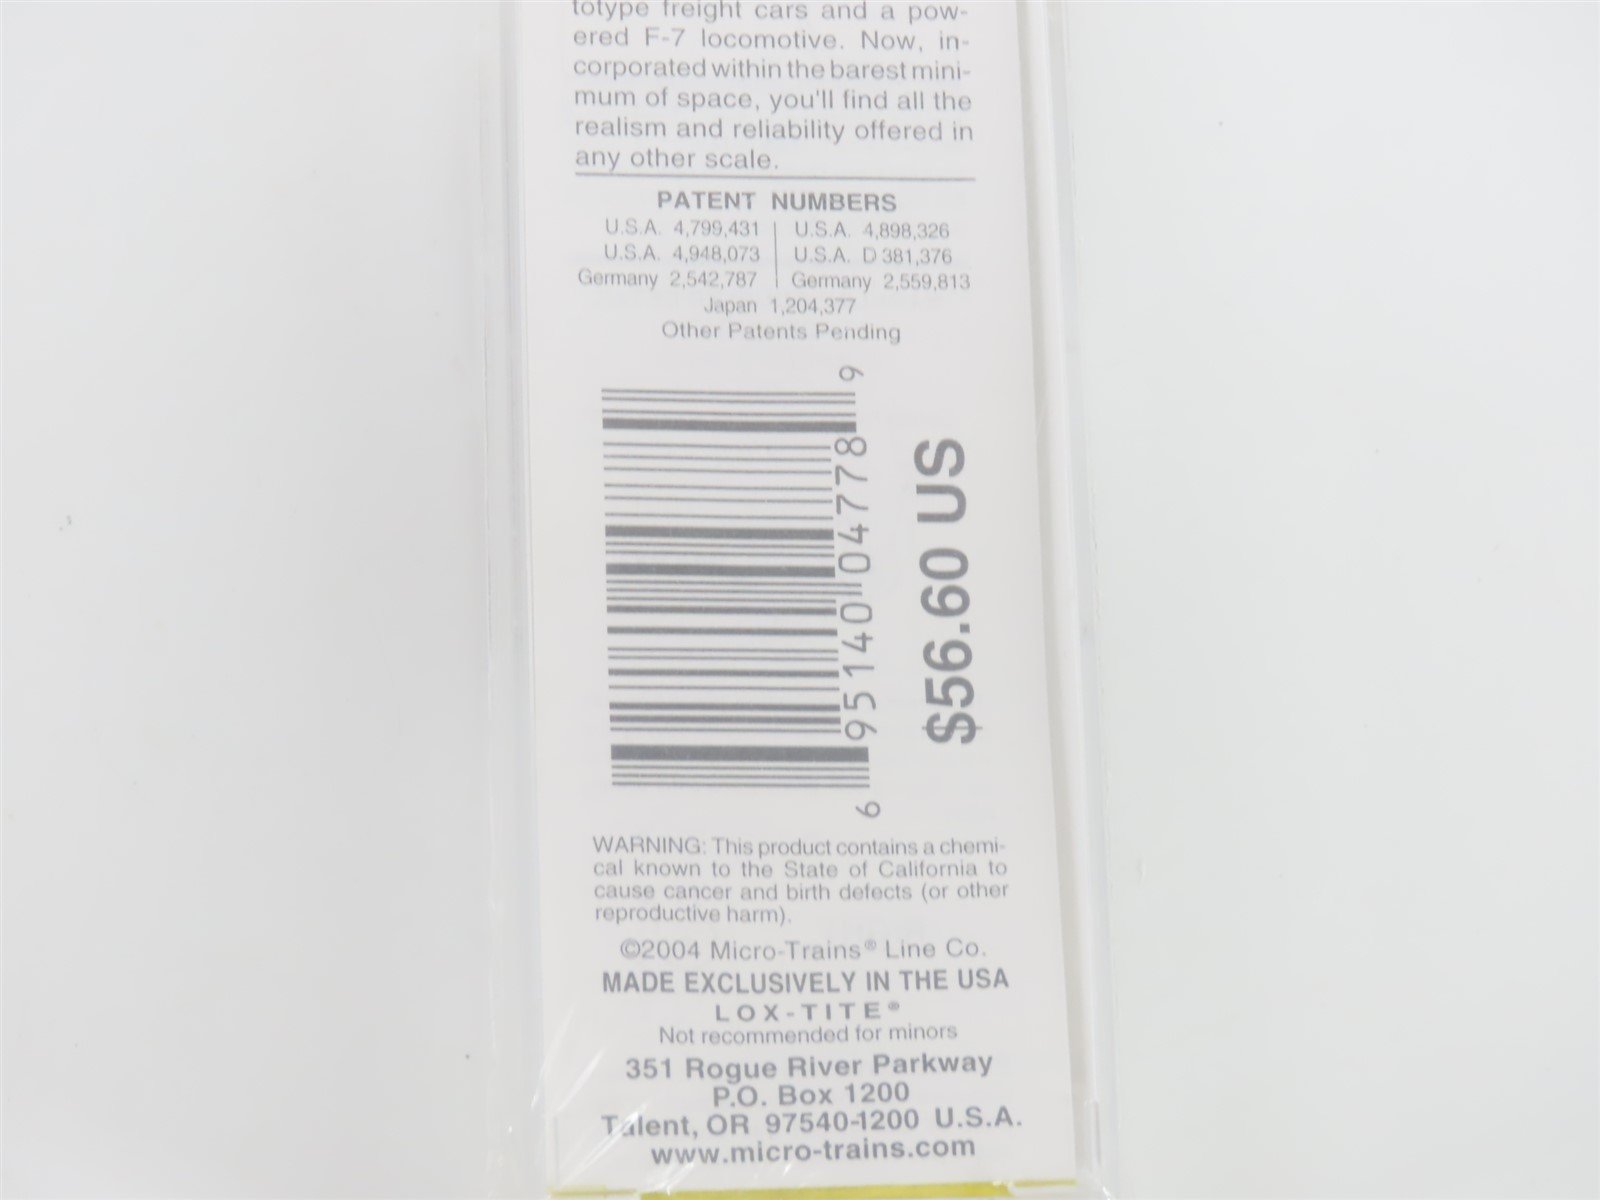 totype freight cars and a pow-
ered F-7 locomotive. Now, in-
corporated within the barest mini-
mum of space, you'll find all the
realism and reliability offered in
any other scale.
PATENT NUMBERS
U.S.A. 4,799,431 | U.S.A. 4,898,326
U.S.A. 4,948,073 | U.S.A. D 381,376
Germany 2,542,787 | Germany 2,559,813
Japan 1,204,377
Other Patents Pending
6 95140 04778 9
$56.60 US
WARNING: This product contains a chemi-
cal known to the State of California to
cause cancer and birth defects (or other
reproductive harm).
©2004 Micro-Trains® Line Co.
MADE EXCLUSIVELY IN THE USA
LOX-TITE®
Not recommended for minors
351 Rogue River Parkway
P.O. Box 1200
Talent, OR 97540-1200 U.S.A.
www.micro-trains.com